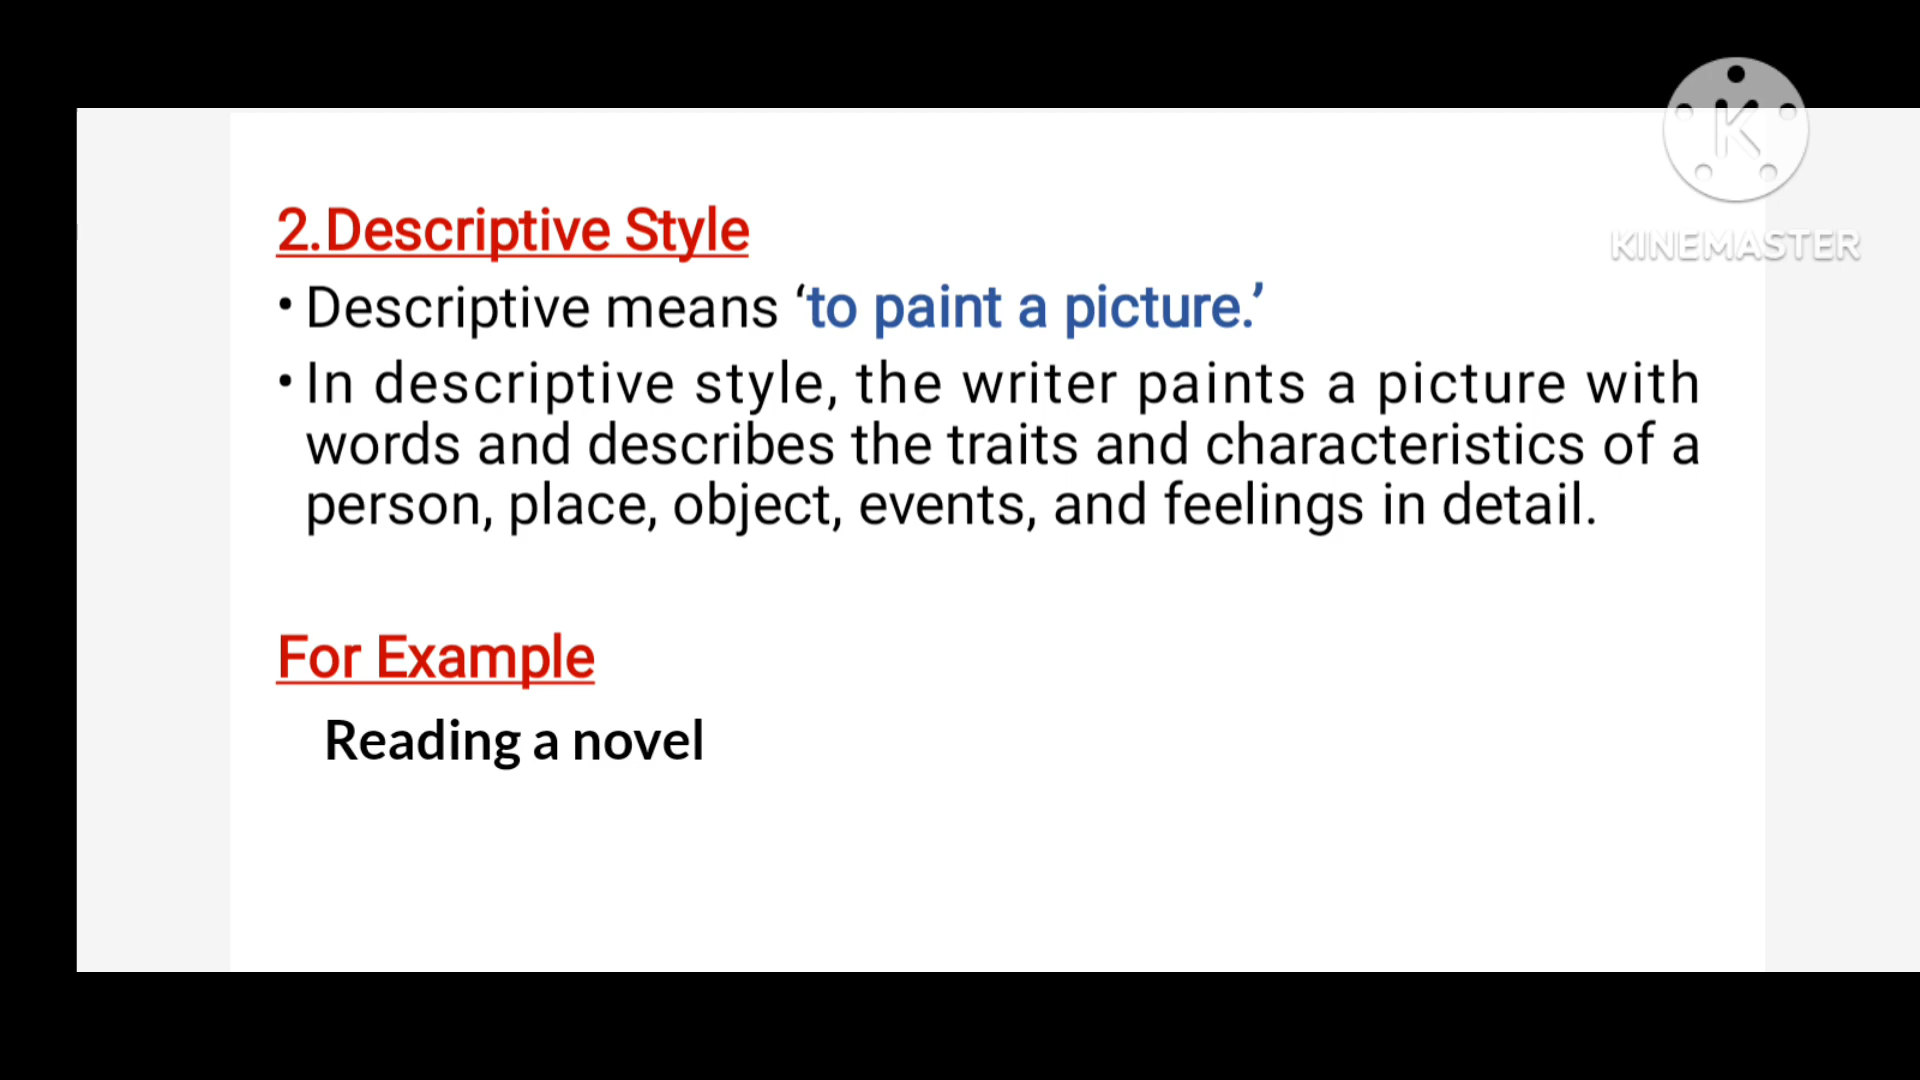 K
KINEMASTER
2.Descriptive Style
• Descriptive means ‘to paint a picture.’
• In descriptive style, the writer paints a picture with
words and describes the traits and characteristics of a
person, place, object, events, and feelings in detail.
For Example
Reading a novel